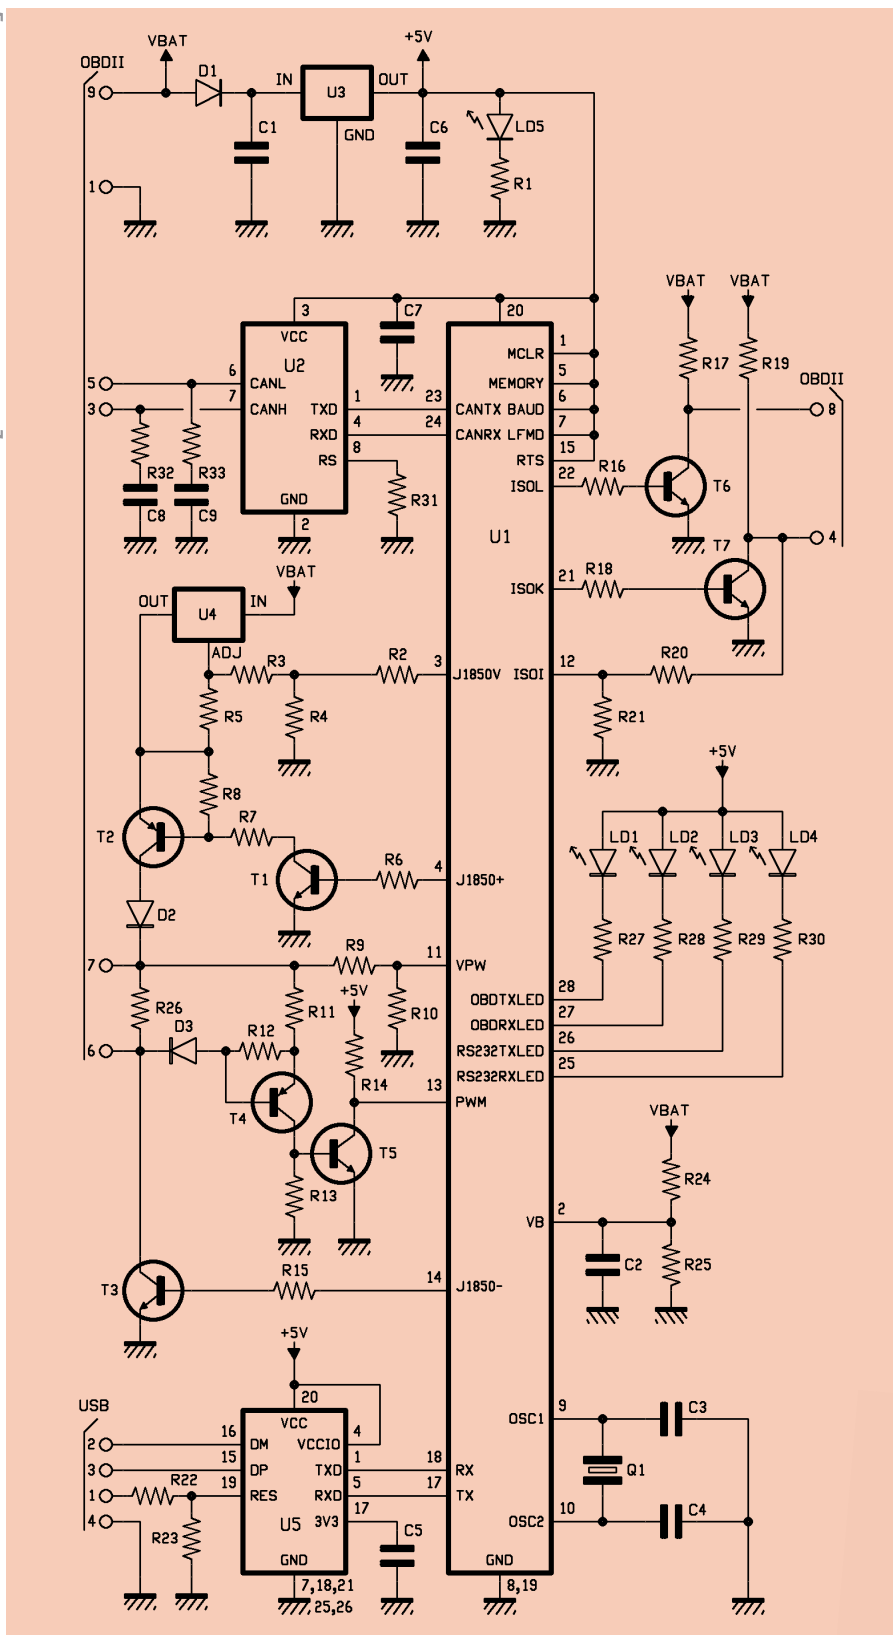 VBAT
+5V
OBDII
D1
IN
U3
OUT
9
C1
GND
C6
LD5
R1
1
3
VCC
U2
C7
20
VBAT
VBAT
R17
R19
OBDII
5
6
CANL
7
CANH
3
TXD
1
23
CANTX
RXD
4
24
CANRX
RS
8
R32
R33
C8
C9
GND
2
R31
MCLR
1
MEMORY
5
BAUD
6
LFMD
7
RTS
15
ISOL
22
R16
T6
8
U1
T7
4
ISOK
21
R18
OUT
U4
IN
VBAT
ADJ
R3
R2
3
J1850V
ISOI
12
R20
R5
R4
R21
+5V
R8
T2
R7
T1
R6
4
J1850+
LD1
LD2
LD3
LD4
D2
R27
R28
R29
R30
7
R9
11
VPW
+5V
OBDTXLED
28
OBDRXLED
27
RS232TXLED
26
RS232RXLED
25
R26
R11
R10
D3
R12
6
R14
13
PWM
T4
T5
R13
VBAT
R24
VB
2
C2
R25
T3
R15
14
J1850-
+5V
USB
20
VCC
2
16
DM
VCCIO
4
3
15
DP
TXD
1
18
RX
1
R22
19
RES
RXD
5
17
TX
4
R23
U5
3V3
17
C5
GND
7,18,21
25,26
OSC1
9
C3
Q1
OSC2
10
C4
GND
8,19